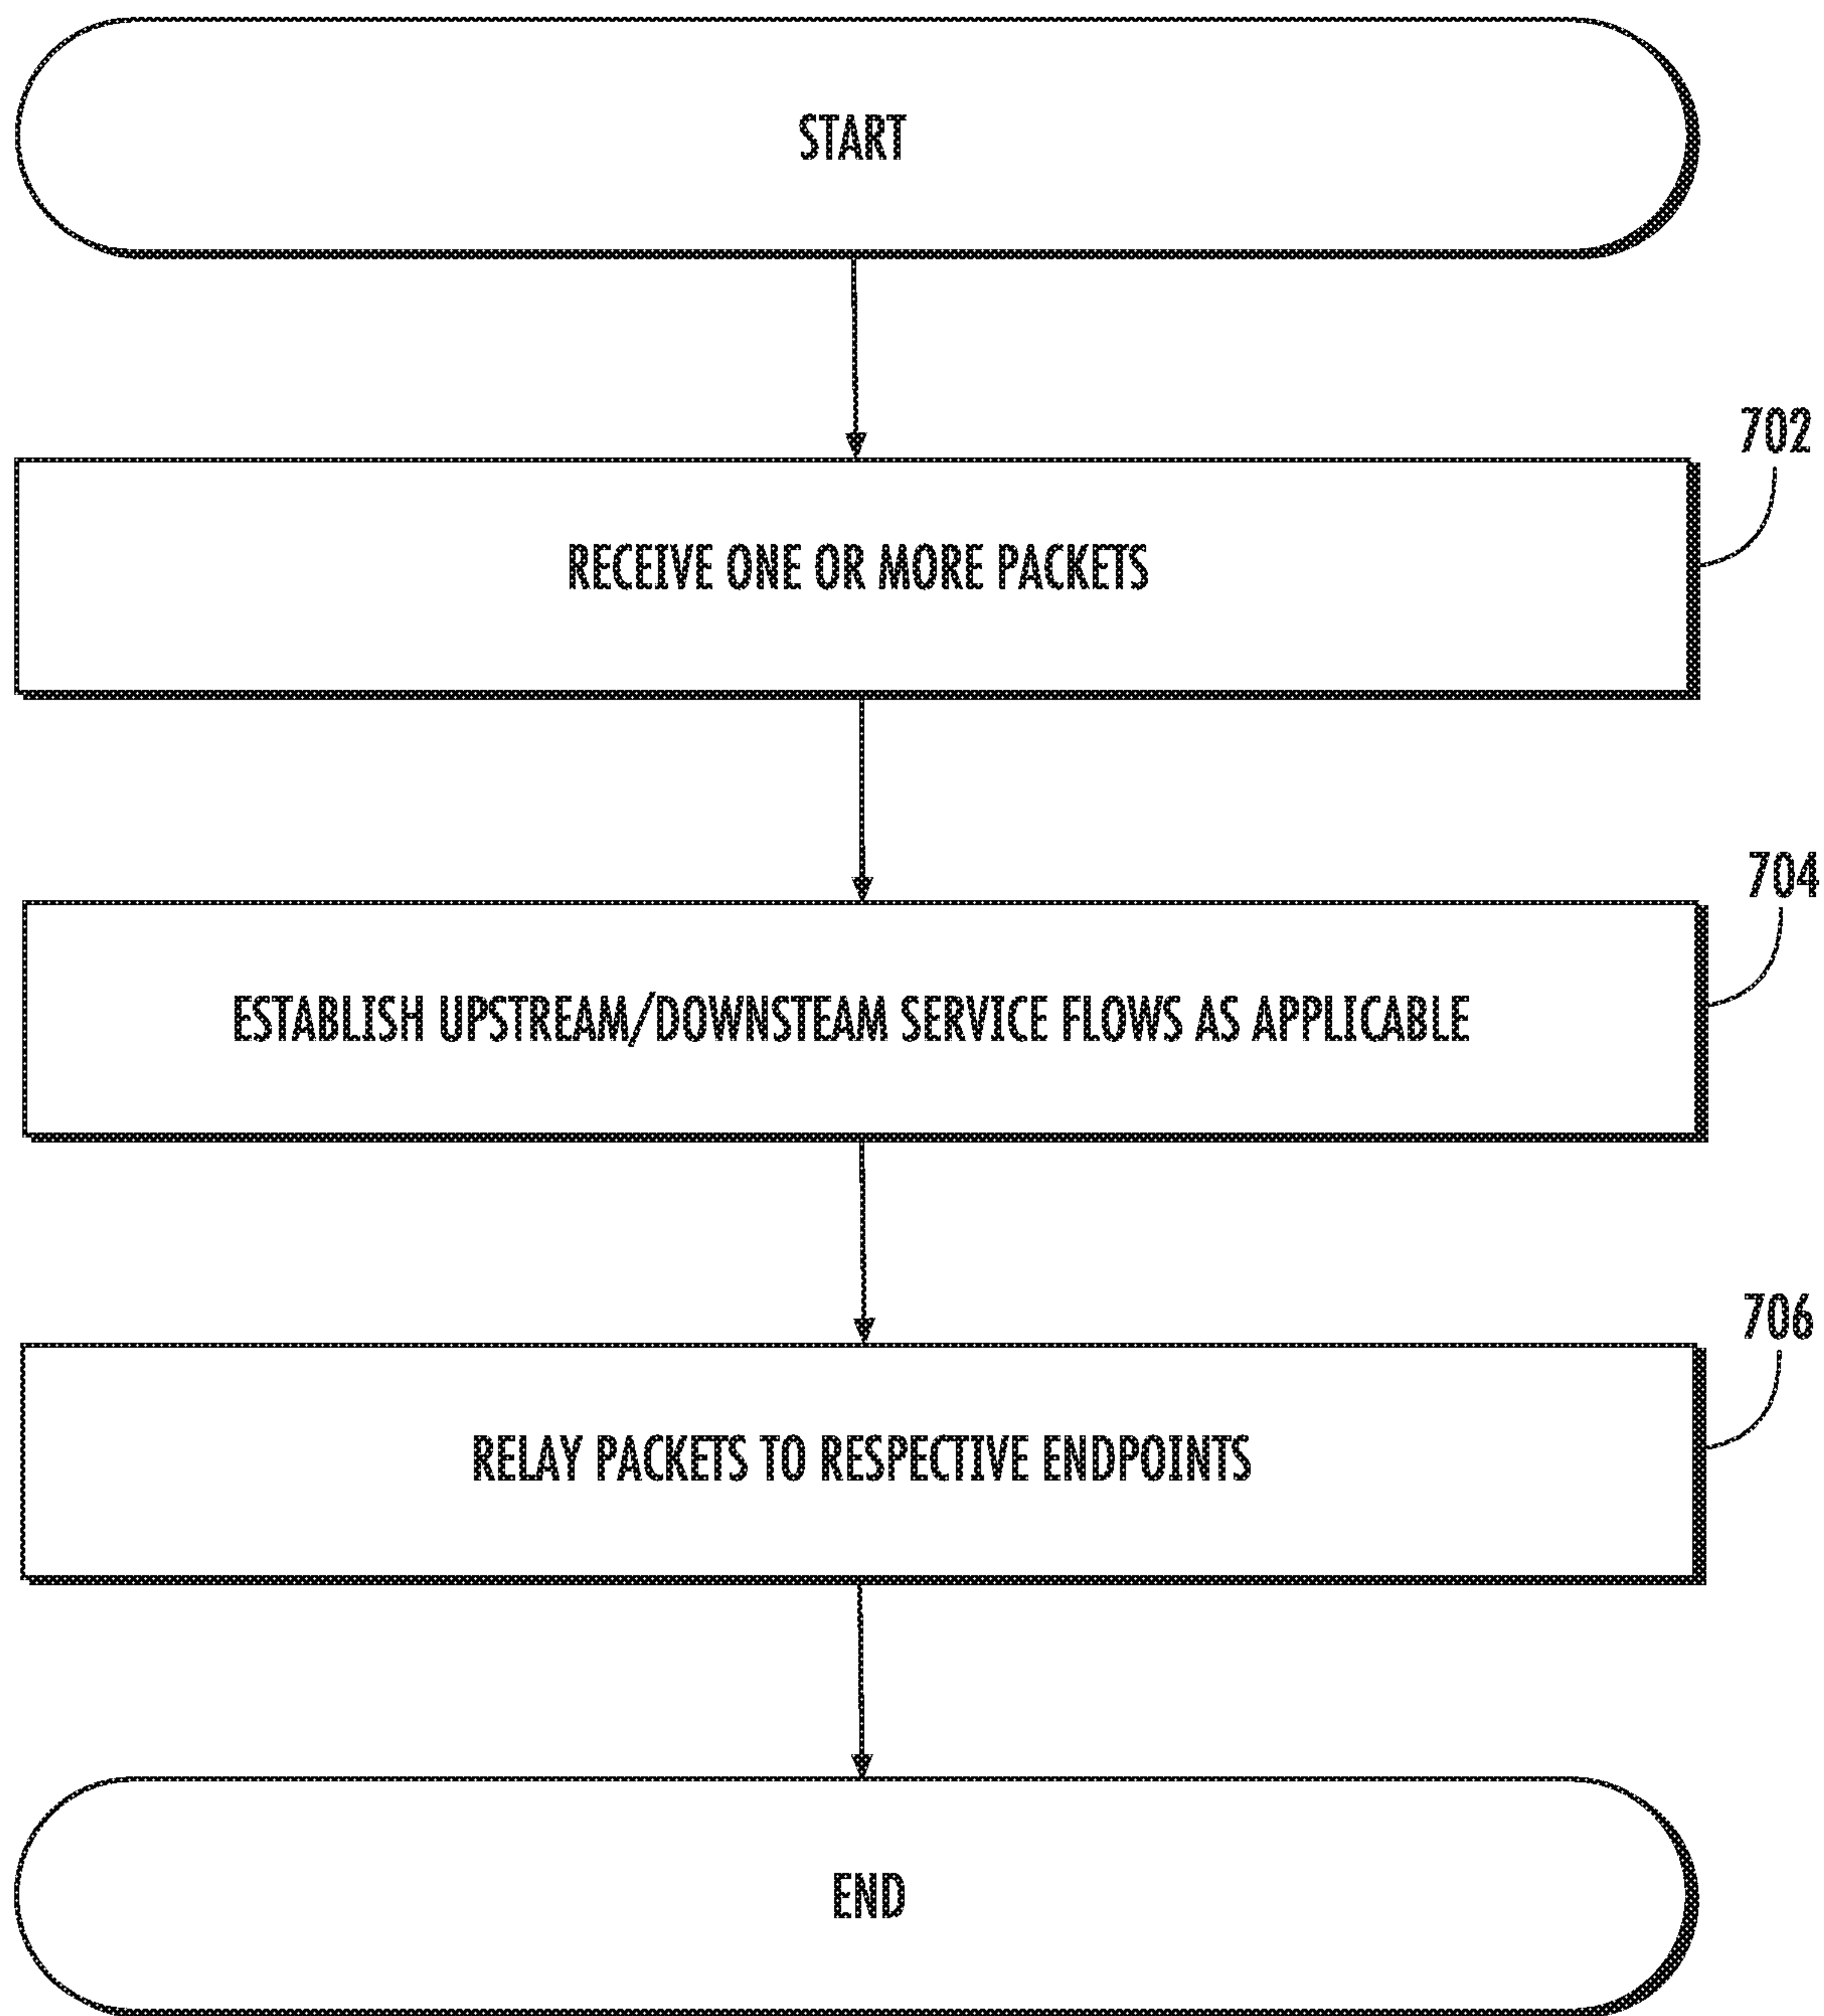 START
702
RECEIVE ONE OR MORE PACKETS
704
ESTABLISH UPSTREAM/DOWNSTEAM SERVICE FLOWS AS APPLICABLE
706
RELAY PACKETS TO RESPECTIVE ENDPOINTS
END